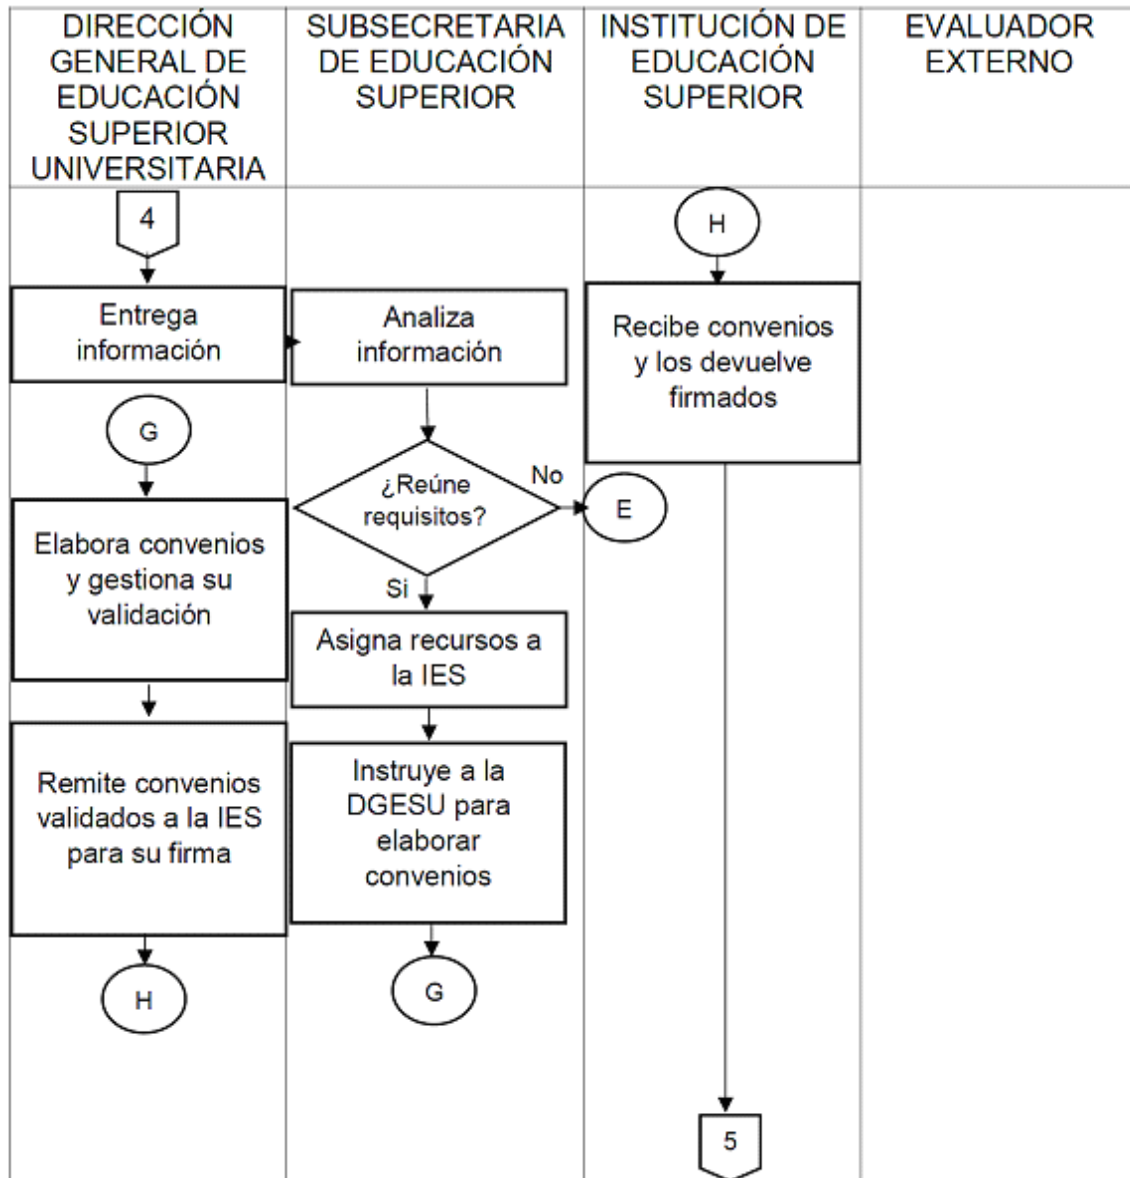 DIRECCIÓN
GENERAL DE
EDUCACIÓN
SUPERIOR
UNIVERSITARIA
SUBSECRETARIA
DE EDUCACIÓN
SUPERIOR
INSTITUCIÓN DE
EDUCACIÓN
SUPERIOR
EVALUADOR
EXTERNO
4
Entrega
información
G
Elabora convenios
y gestiona su
validación
Remite convenios
validados a la IES
para su firma
H
Analiza
información
¿Reúne
requisitos?
No
E
Si
Asigna recursos a
la IES
Instruye a la
DGESU para
elaborar
convenios
G
H
Recibe convenios
y los devuelve
firmados
5